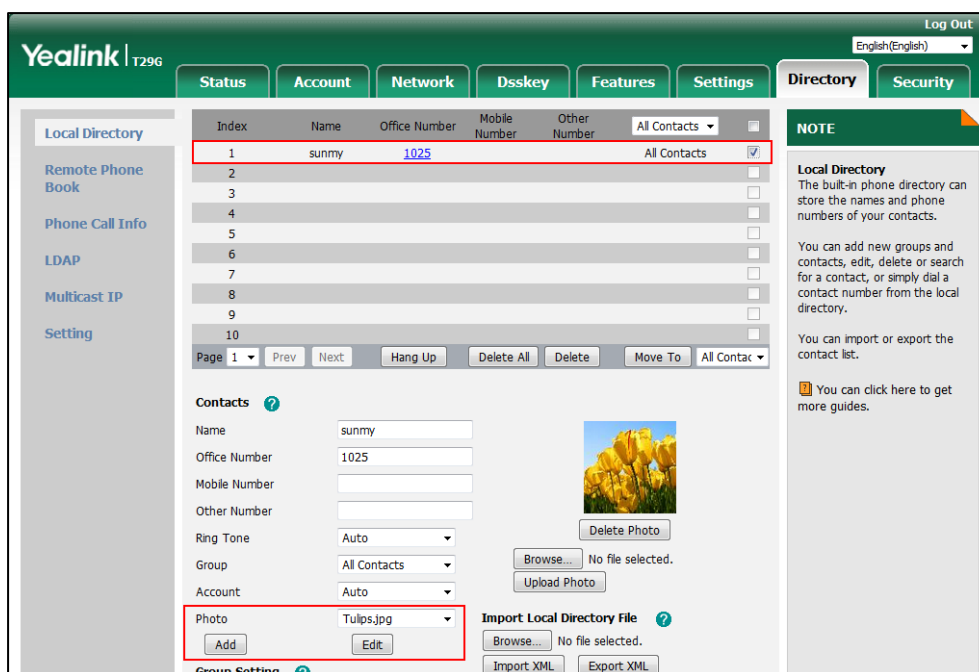 Log Out
Yealink T29G
English(English)
Status Account Network Dsskey Features Settings Directory Security
Local Directory
Remote Phone
Book
Phone Call Info
LDAP
Multicast IP
Setting
Index Name Office Number Mobile Number Other Number All Contacts
1 sunmy 1025 All Contacts
2
3
4
5
6
7
8
9
10
Page 1 Prev Next Hang Up Delete All Delete Move To All Contac
Contacts ?
Name sunmy
Office Number 1025
Mobile Number
Other Number
Ring Tone Auto
Group All Contacts
Account Auto
Photo Tulips.jpg
Add Edit
Group Setting ?
Delete Photo
Browse... No file selected.
Upload Photo
Import Local Directory File ?
Browse... No file selected.
Import XML Export XML
NOTE
Local Directory
The built-in phone directory can
store the names and phone
numbers of your contacts.
You can add new groups and
contacts, edit, delete or search
for a contact, or simply dial a
contact number from the local
directory.
You can import or export the
contact list.
? You can click here to get
more guides.